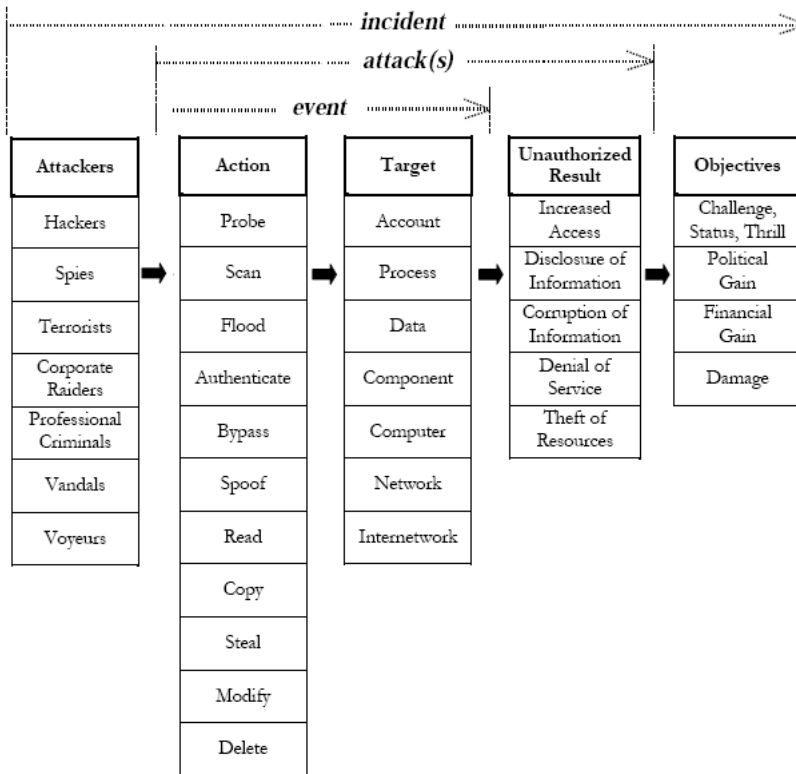 incident
attack(s)
event
Attackers
Hackers
Spies
Terrorists
Corporate
Raiders
Professional
Criminals
Vandals
Voyeurs
Action
Probe
Scan
Flood
Authenticate
Bypass
Spoof
Read
Copy
Steal
Modify
Delete
Target
Account
Process
Data
Component
Computer
Network
Internetwork
Unauthorized
Result
Increased
Access
Disclosure of
Information
Corruption of
Information
Denial of
Service
Theft of
Resources
Objectives
Challenge,
Status, Thrill
Political
Gain
Financial
Gain
Damage